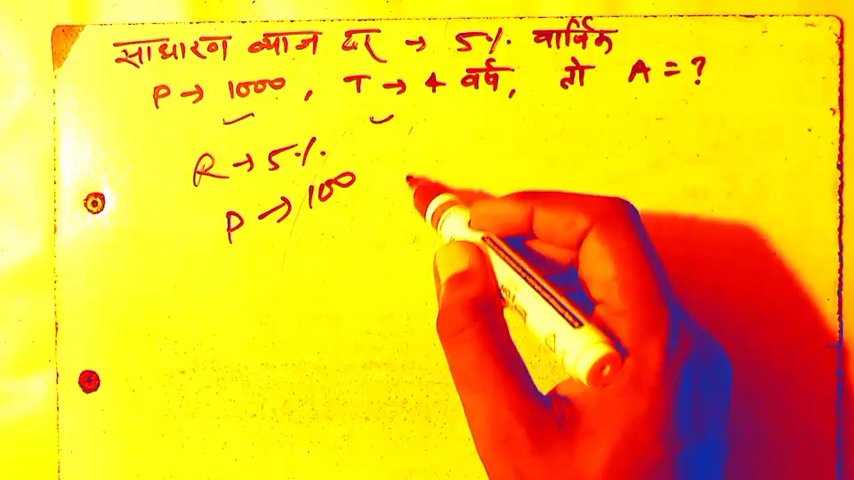 साधारण ब्याज दर → 5% वार्षिक
P → 1000, T → 4 वर्ष, तो A = ?
R → 5%
P → 100